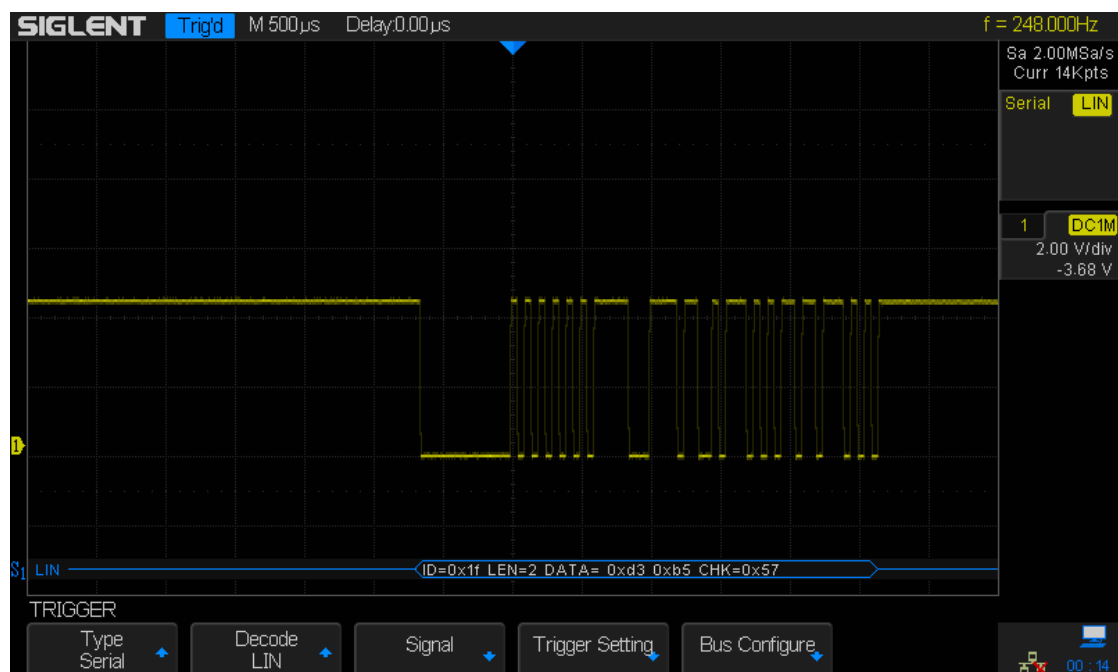 SIGLENT Trig'd M 500µs Delay:0.00µs f = 248.000Hz
Sa 2.00MSa/s
Curr 14Kpts
Serial LIN
1 DC1M
2.00 V/div
-3.68 V
1
S1 LIN ID=0x1f LEN=2 DATA= 0xd3 0xb5 CHK=0x57
TRIGGER
Type
Serial
Decode
LIN
Signal
Trigger Setting
Bus Configure
00 : 14